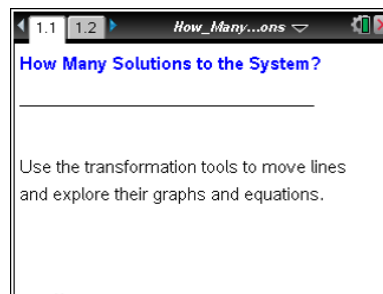 1.1 1.2 How_Many...ons
How Many Solutions to the System?
Use the transformation tools to move lines
and explore their graphs and equations.